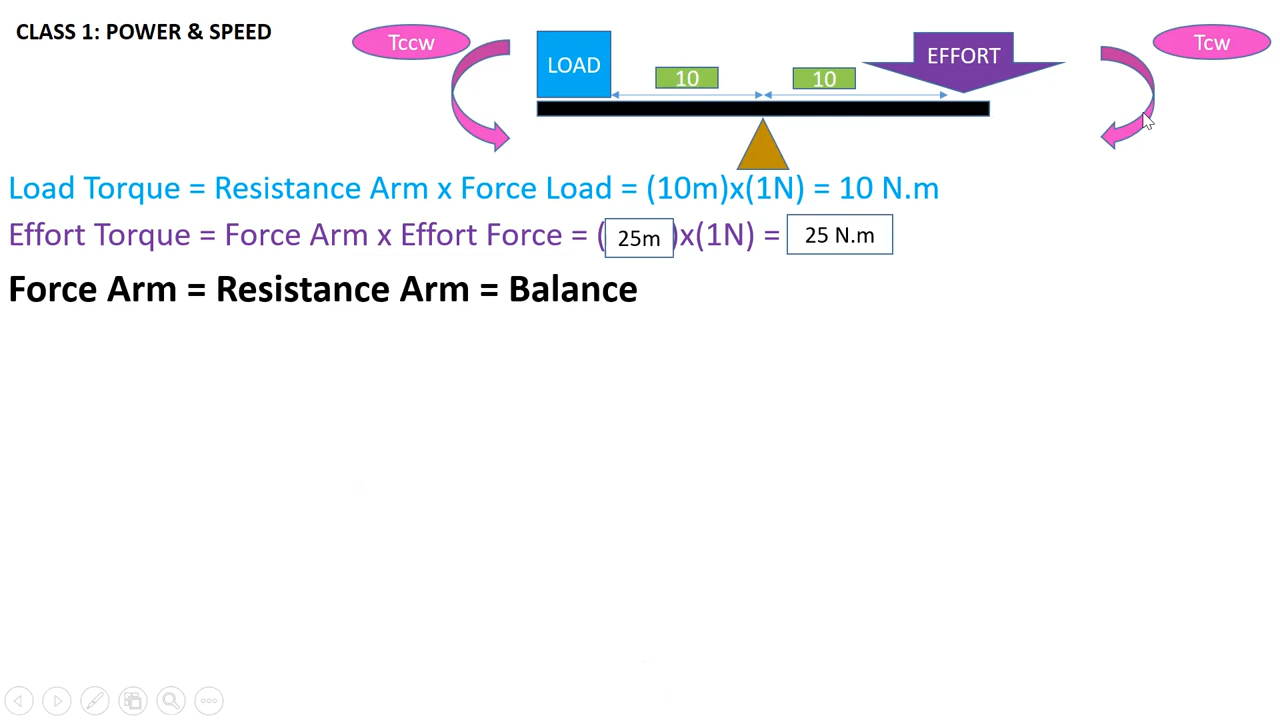 CLASS 1: POWER & SPEED
Tccw
LOAD
10
10
EFFORT
Tcw
Load Torque = Resistance Arm x Force Load = (10m)x(1N) = 10 N.m
Effort Torque = Force Arm x Effort Force = (25m)x(1N) = 25 N.m
Force Arm = Resistance Arm = Balance